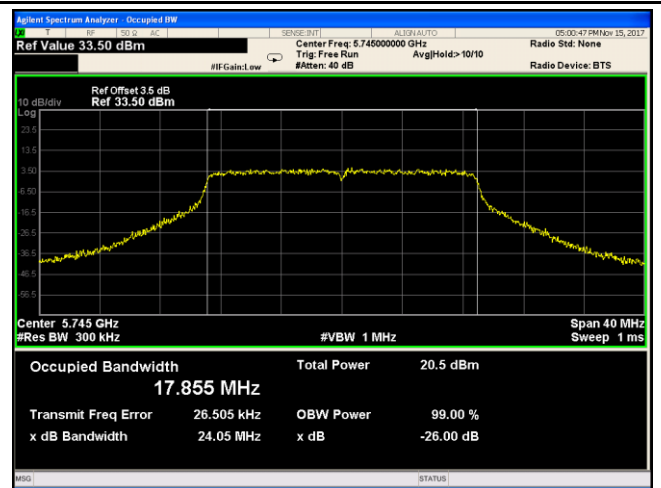 Agilent Spectrum Analyzer - Occupied BW
T RF 50 Ω AC SENSE:INT ALIGN AUTO 05:00:47 PM Nov 15, 2017
Ref Value 33.50 dBm Center Freq: 5.745000000 GHz Radio Std: None
Trig: Free Run Avg|Hold:> 10/10
#IFGain:Low #Atten: 40 dB Radio Device: BTS
Ref Offset 3.5 dB
10 dB/div Ref 33.50 dBm
Log
23.5
13.5
3.50
-6.50
-16.5
-26.5
-36.5
-46.5
-56.5
Center 5.745 GHz Span 40 MHz
#Res BW 300 kHz #VBW 1 MHz Sweep 1 ms
Occupied Bandwidth Total Power 20.5 dBm
17.855 MHz
Transmit Freq Error 26.505 kHz OBW Power 99.00 %
x dB Bandwidth 24.05 MHz x dB -26.00 dB
MSG STATUS